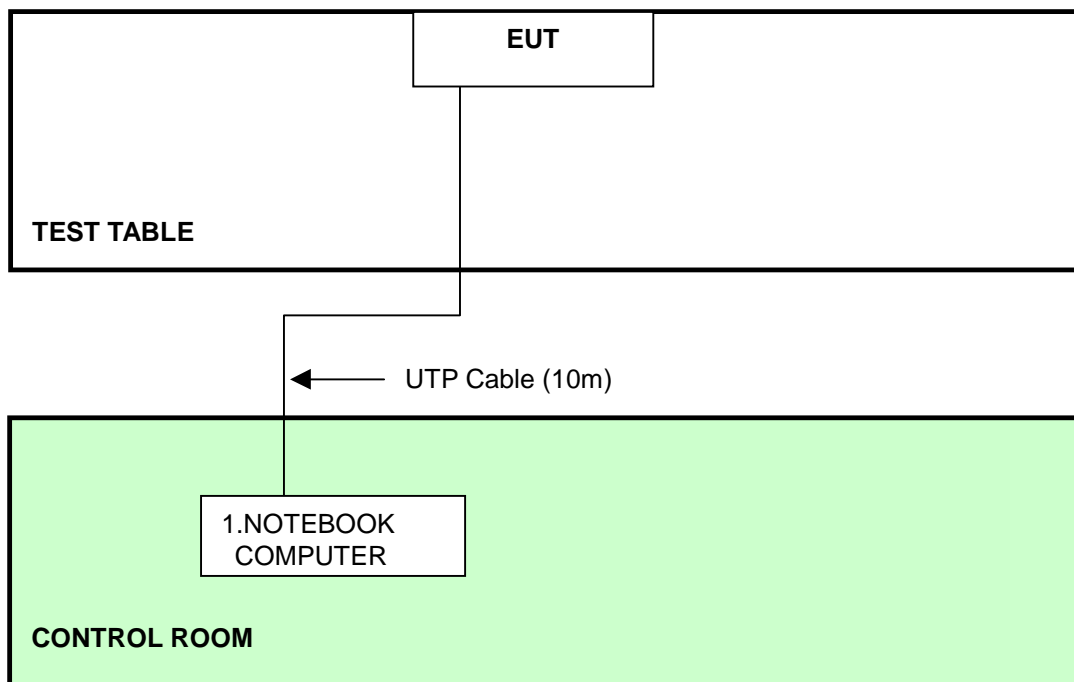 EUT
TEST TABLE
UTP Cable (10m)
1.NOTEBOOK
COMPUTER
CONTROL ROOM